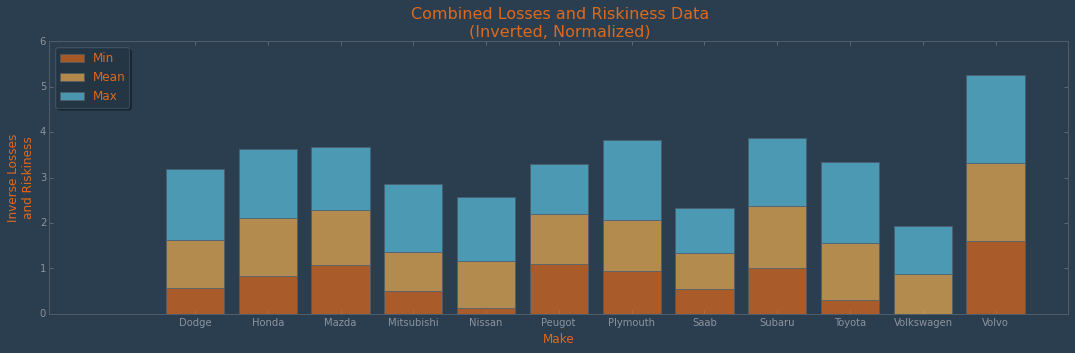 Combined Losses and Riskiness Data
(Inverted, Normalized)
6
5
4
3
2
1
0
Min
Mean
Max
Inverse Losses
and Riskiness
Dodge Honda Mazda Mitsubishi Nissan Peugot Plymouth Saab Subaru Toyota Volkswagen Volvo
Make